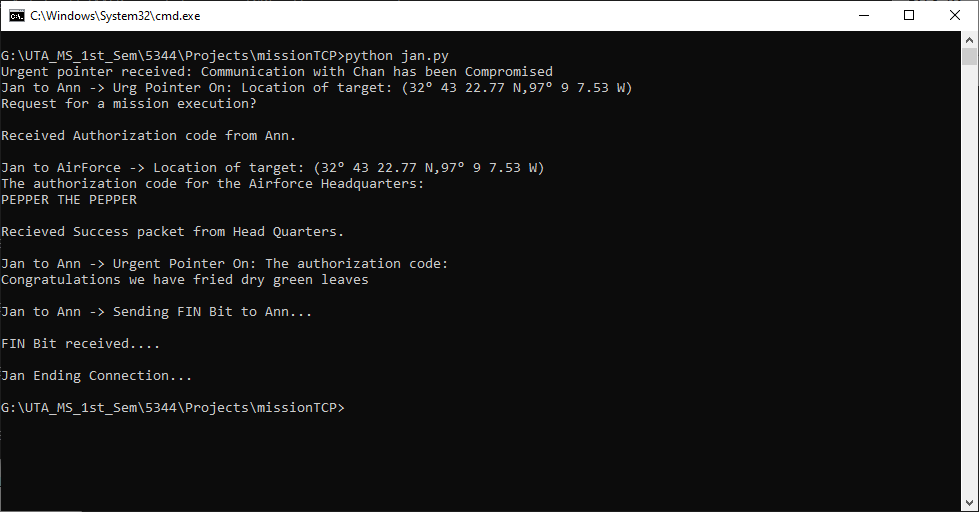 C:\Windows\System32\cmd.exe
G:\UTA_MS_1st_Sem\5344\Projects\missionTCP>python jan.py
Urgent pointer received: Communication with Chan has been Compromised
Jan to Ann -> Urg Pointer On: Location of target: (32º 43 22.77 N,97º 9 7.53 W)
Request for a mission execution?
Received Authorization code from Ann.
Jan to AirForce -> Location of target: (32º 43 22.77 N,97º 9 7.53 W)
The authorization code for the Airforce Headquarters:
PEPPER THE PEPPER
Recieved Success packet from Head Quarters.
Jan to Ann -> Urgent Pointer On: The authorization code:
Congratulations we have fried dry green leaves
Jan to Ann -> Sending FIN Bit to Ann...
FIN Bit received....
Jan Ending Connection...
G:\UTA_MS_1st_Sem\5344\Projects\missionTCP>